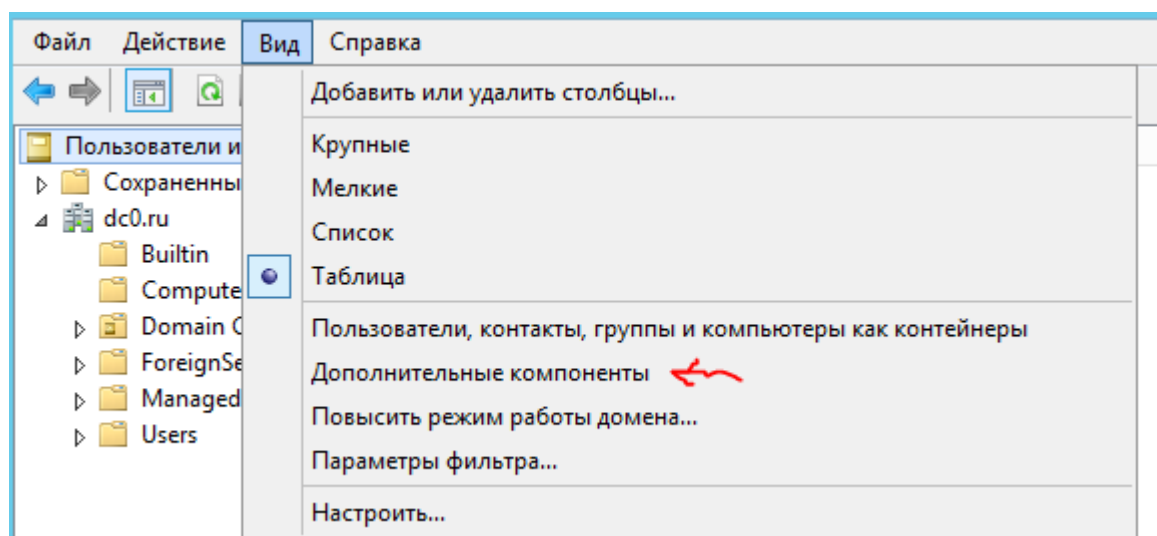 Файл Действие Вид Справка
Добавить или удалить столбцы...
Пользователи и
Крупные
Сохраненны
Мелкие
dc0.ru
Список
Builtin
Таблица
Compute
Domain C
Пользователи, контакты, группы и компьютеры как контейнеры
ForeignSe
Дополнительные компоненты
Managed
Повысить режим работы домена...
Users
Параметры фильтра...
Настроить...